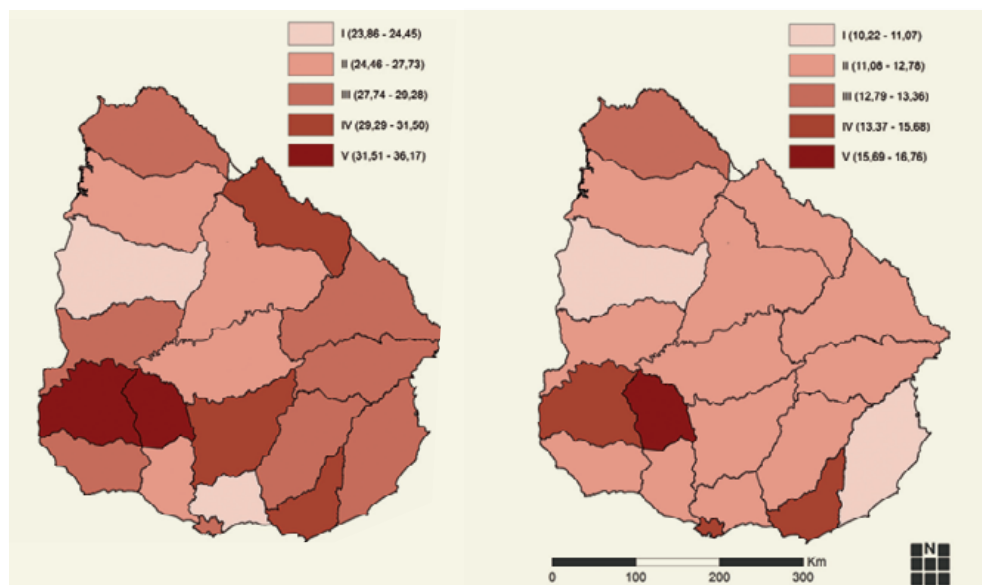 I (23,86 - 24,45)
II (24,46 - 27,73)
III (27,74 - 29,28)
IV (29,29 - 31,50)
V (31,51 - 36,17)
I (10,22 - 11,07)
II (11,08 - 12,78)
III (12,79 - 13,36)
IV (13,37 - 15,68)
V (15,69 - 16,76)
N
Km
0 100 200 300